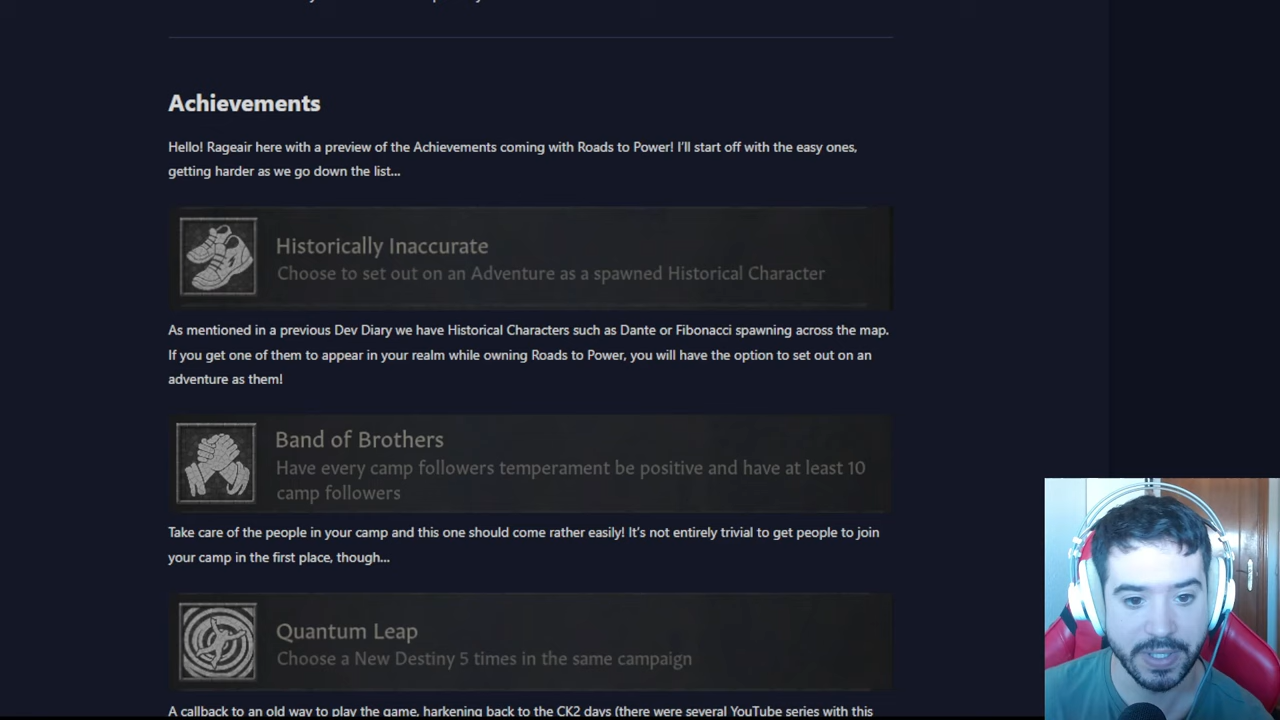 Achievements
Hello! Rageair here with a preview of the Achievements coming with Roads to Power! I'll start off with the easy ones,
getting harder as we go down the list...
Historically Inaccurate
Choose to set out on an Adventure as a spawned Historical Character
As mentioned in a previous Dev Diary we have Historical Characters such as Dante or Fibonacci spawning across the map.
If you get one of them to appear in your realm while owning Roads to Power, you will have the option to set out on an
adventure as them!
Band of Brothers
Have every camp followers temperament be positive and have at least 10
camp followers
Take care of the people in your camp and this one should come rather easily! It's not entirely trivial to get people to join
your camp in the first place, though...
Quantum Leap
Choose a New Destiny 5 times in the same campaign
A callback to an old way to play the game, harkening back to the CK2 days (there were several YouTube series with this